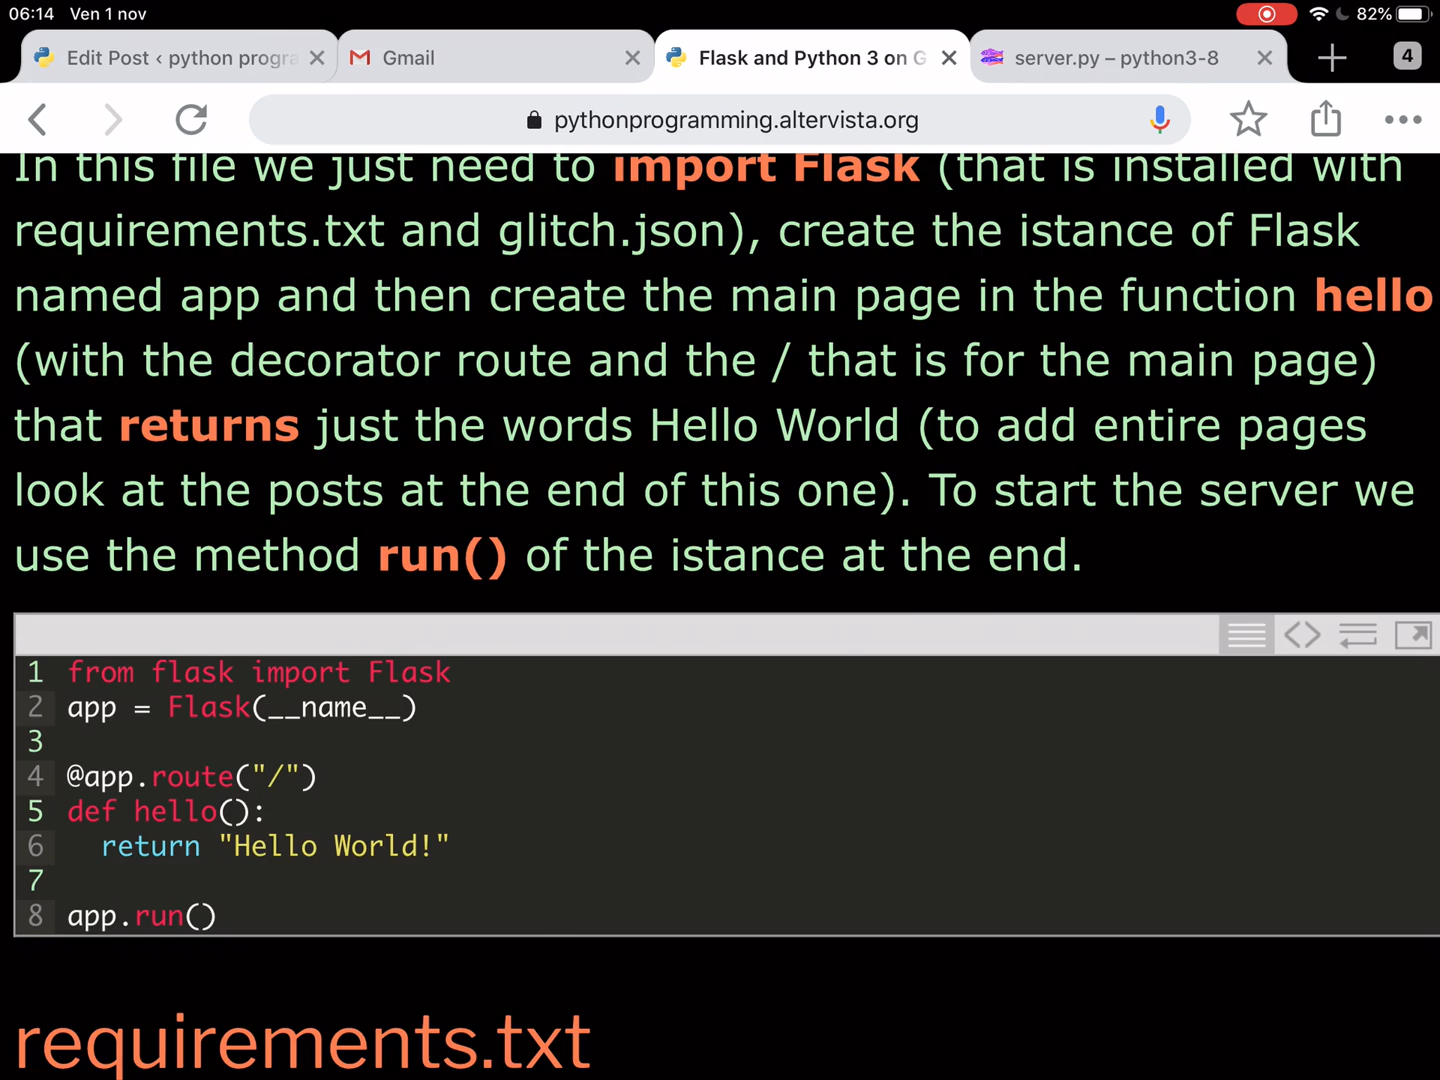 06:14 Ven 1 nov 82%
Edit Post ‹ python progra Gmail Flask and Python 3 on G server.py – python3-8 4
pythonprogramming.altervista.org
In this file we just need to import Flask (that is installed with
requirements.txt and glitch.json), create the istance of Flask
named app and then create the main page in the function hello
(with the decorator route and the / that is for the main page)
that returns just the words Hello World (to add entire pages
look at the posts at the end of this one). To start the server we
use the method run() of the istance at the end.
1 from flask import Flask
2 app = Flask(__name__)
3
4 @app.route("/")
5 def hello():
6   return "Hello World!"
7
8 app.run()
requirements.txt